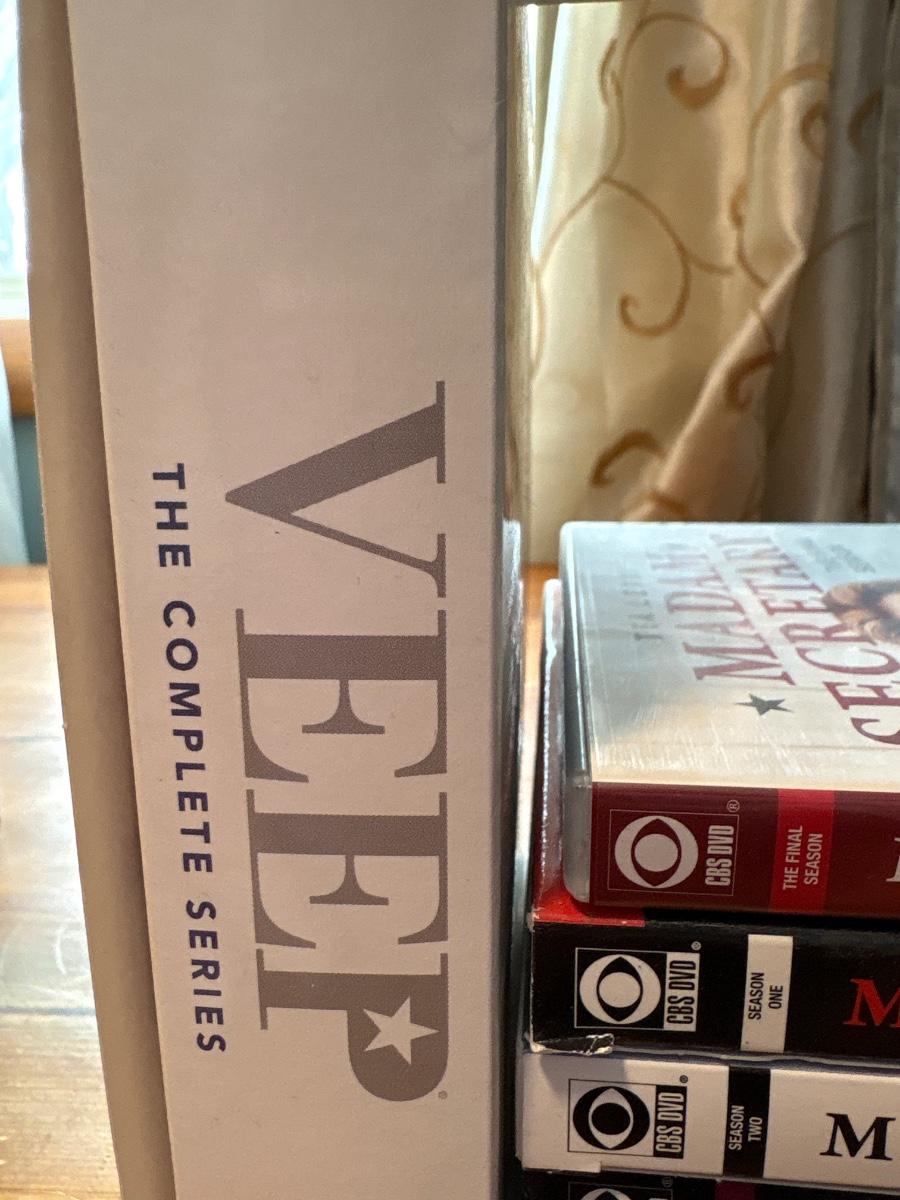 VEEP
THE COMPLETE SERIES
MADAM
SECRETARY
CBS DVD®
THE FINAL
SEASON
CBS DVD®
SEASON
ONE
M
CBS DVD®
SEASON
TWO
M